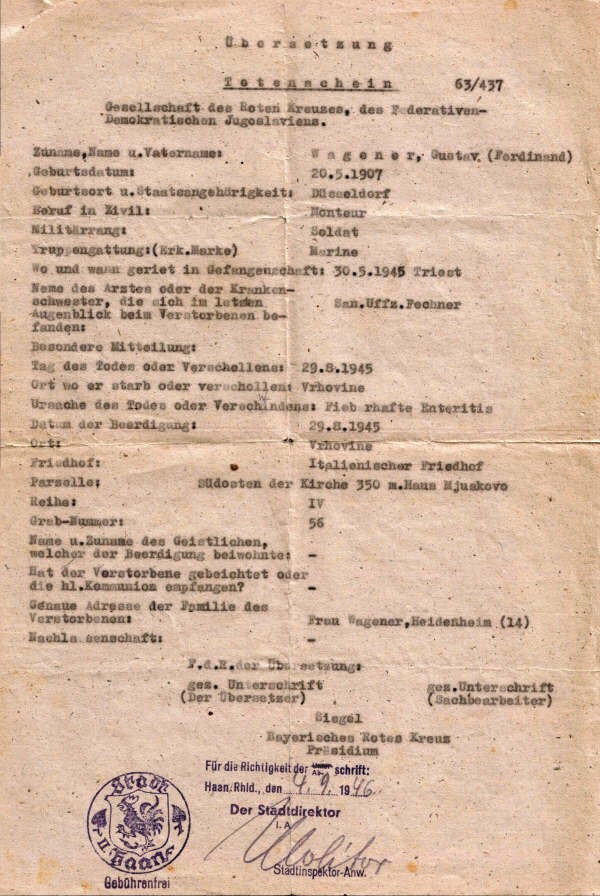 Übersetzung
Totenschein 63/437
Gesellschaft des Roten Kreuzes, des Föderativen-
Demokratischen Jugoslaviens.
Zuname,Name u.Vatername: Wagener, Gustav (Ferdinand)
Geburtsdatum: 20.5.1907
Geburtsort u.Staatsangehörigkeit: Düsseldorf
Beruf in Zivil: Monteur
Militärrang: Soldat
Truppengattung:(Erk.Marke) Marine
Wo und wann geriet in Gefangenschaft: 30.5.1945 Triest
Name des Arztes oder der Kranken-
schwester, die sich im letzten San.Uffz.Fechner
Augenblick beim Verstorbenen be-
fanden:
Besondere Mitteilung:
Tag des Todes oder Verschollens: 29.8.1945
Ort wo er starb oder verschollen: Vrhovine
Ursache des Todes oder Verschindens: Fieb rhafte Enteritis
Datum der Beerdigung: 29.8.1945
Ort: Vrhovine
Friedhof: Italienischer Friedhof
Parzelle: Südosten der Kirche 350 m.Haus Mjuskovo
Reihe: IV
Grab-Nummer: 56
Name u.Zuname des Geistlichen,
welcher der Beerdigung beiwohnte: -
Hat der Verstorbene gebeichtet oder
die hl.Kommunion empfangen? -
Genaue Adresse der Familie des
Verstorbenen: Frau Wagener,Heidenheim (14)
Nachla senschaft: -
F.d.R.der Übersetzung:
gez. Unterschrift gez.Unterschrift
(Der Übersetzer) (Sachbearbeiter)
Siegel
Bayerisches Rotes Kreuz
Präsidium
Für die Richtigkeit der schrift:
Haan.Rhld., den 4.9. 1946.
Der Stadtdirektor
I.A.
Molitor
Stadtinspektor-Anw.
Stadt
Haan
Gebührenfrei